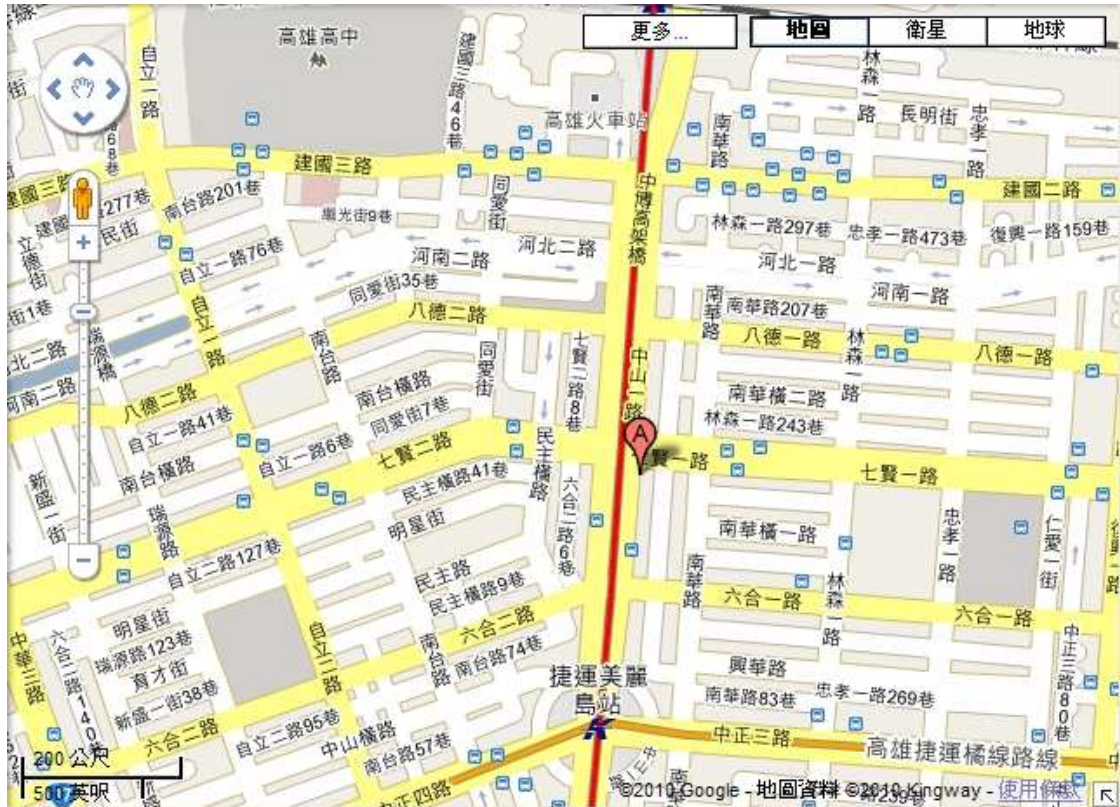 更多...
地圖
衛星
地球
高雄高中
自立一路
建國三路46巷
高雄火車站
林森一路
長明街
忠孝一路
南華路
建國三路
建國三路
建國二路
中博高架橋
同愛街
南台路201巷
繼光街9巷
自立一路76巷
河北二路
河南二路
同愛街35巷
林森一路297巷
忠孝一路473巷
復興一路159巷
河北一路
河南一路
立德街
自立一路
瑞源橋
南台路
八德二路
七賢二路8巷
中山一路
南華路
南華路207巷
八德一路
八德一路
林森一路
河南二路
八德二路
同愛街
南台橫路
同愛街7巷
南華橫二路
林森一路243巷
自立一路41巷
自立一路6巷
七賢二路
民主橫路
A
七賢一路
七賢一路
新盛一街
南台橫路
瑞源路
民主橫路41巷
明星街
六合二路6巷
南華橫一路
忠孝一路
仁愛一街
自立二路127巷
民主路
民主橫路9巷
南華路
六合一路
林森一路
六合一路
中華三路
六合二路140巷
明星街
瑞源路123巷
育才街
新盛一街38巷
自立二路
南台路
六合二路
南台路74巷
興華路
南華路83巷
忠孝一路269巷
中正三路80巷
捷運美麗
島站
六合二路
自立二路95巷
中山橫路
南台路57巷
中正三路
高雄捷運橘線路線
200 公尺
500 英呎
中正四路
©2010 Google - 地圖資料 ©2010 Kingway - 使用條款